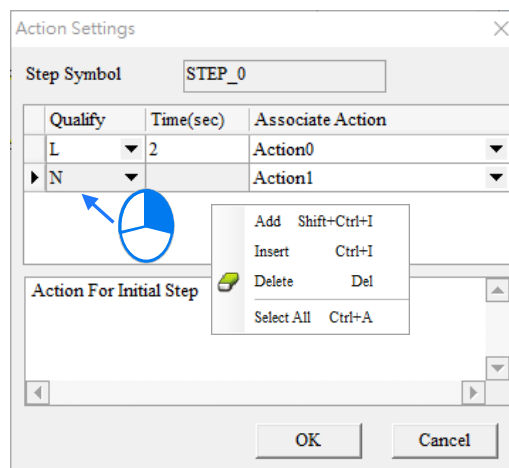 Action Settings
Step Symbol STEP_0
Qualify Time(sec) Associate Action
L 2 Action0
N Action1
Add Shift+Ctrl+I
Insert Ctrl+I
Delete Del
Select All Ctrl+A
Action For Initial Step
OK Cancel